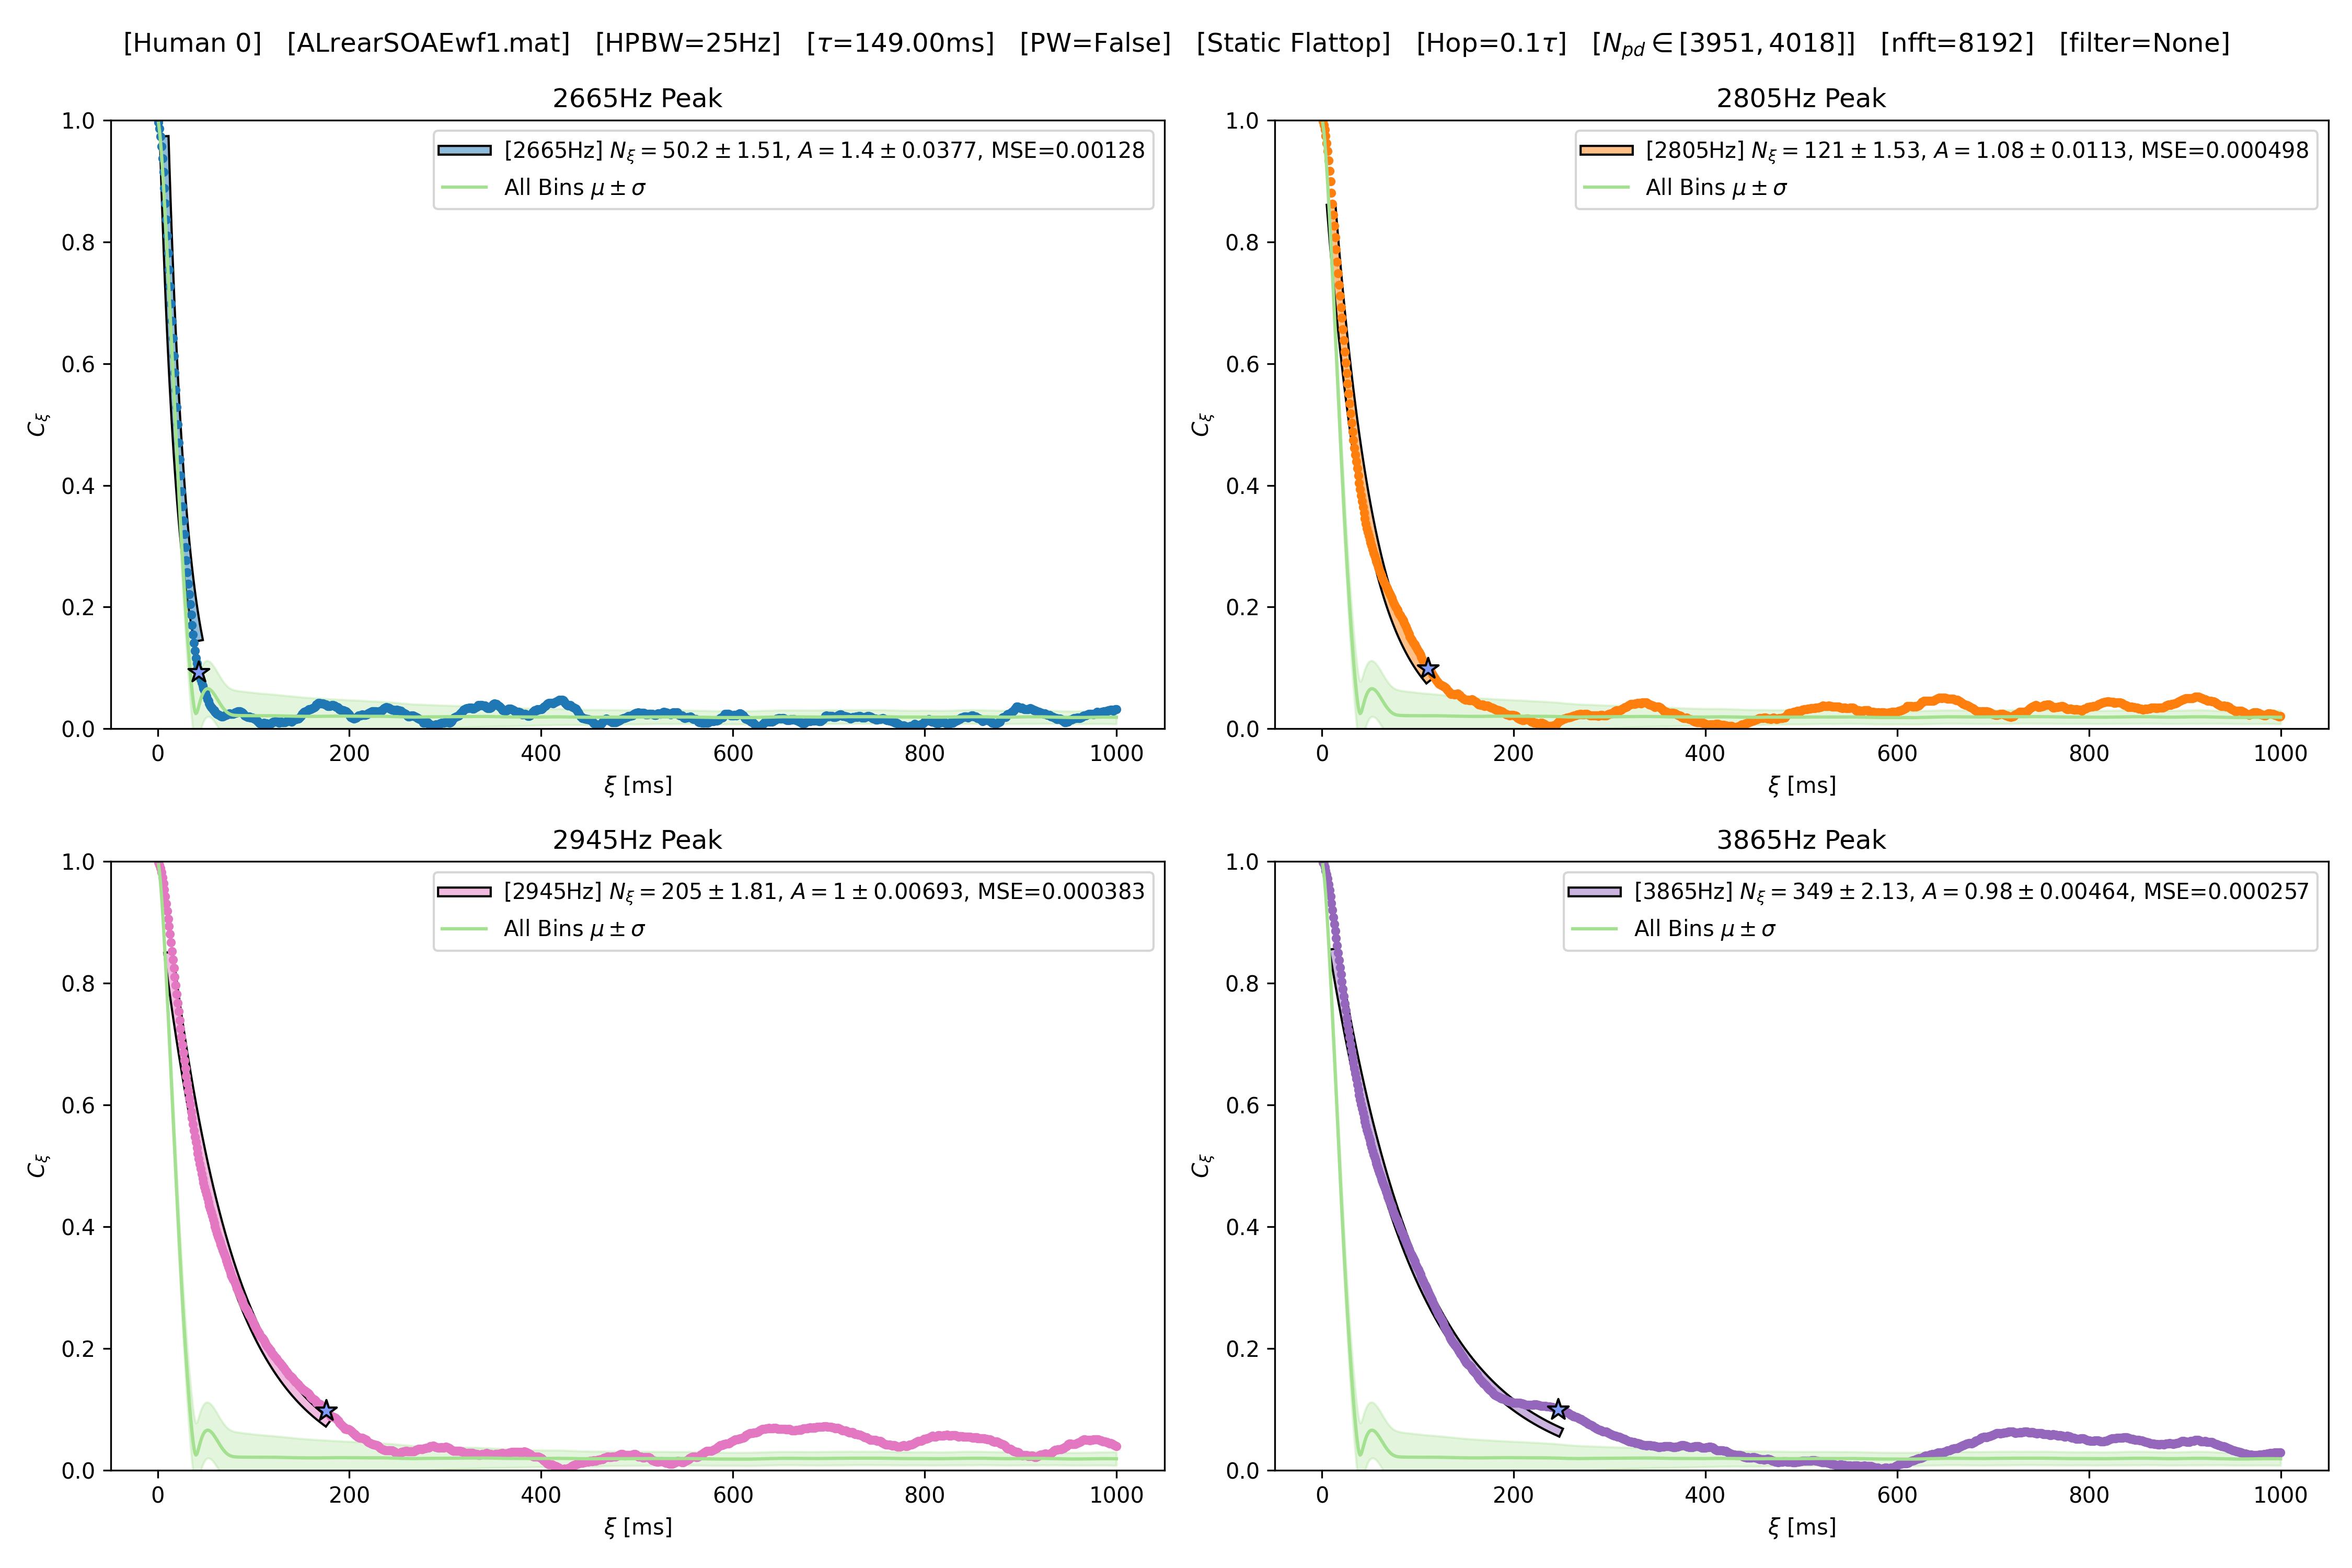 [Human 0] [ALrearSOAEwf1.mat] [HPBW=25Hz] [τ=149.00ms] [PW=False] [Static Flattop] [Hop=0.1τ] [N_pd ∈ [3951, 4018]] [nfft=8192] [filter=None]
2665Hz Peak
[2665Hz] N_ξ = 50.2 ± 1.51, A = 1.4 ± 0.0377, MSE=0.00128
All Bins μ ± σ
1.0
0.8
0.6
0.4
0.2
0.0
C_ξ
0 200 400 600 800 1000
ξ [ms]
2805Hz Peak
[2805Hz] N_ξ = 121 ± 1.53, A = 1.08 ± 0.0113, MSE=0.000498
All Bins μ ± σ
1.0
0.8
0.6
0.4
0.2
0.0
C_ξ
0 200 400 600 800 1000
ξ [ms]
2945Hz Peak
[2945Hz] N_ξ = 205 ± 1.81, A = 1 ± 0.00693, MSE=0.000383
All Bins μ ± σ
1.0
0.8
0.6
0.4
0.2
0.0
C_ξ
0 200 400 600 800 1000
ξ [ms]
3865Hz Peak
[3865Hz] N_ξ = 349 ± 2.13, A = 0.98 ± 0.00464, MSE=0.000257
All Bins μ ± σ
1.0
0.8
0.6
0.4
0.2
0.0
C_ξ
0 200 400 600 800 1000
ξ [ms]